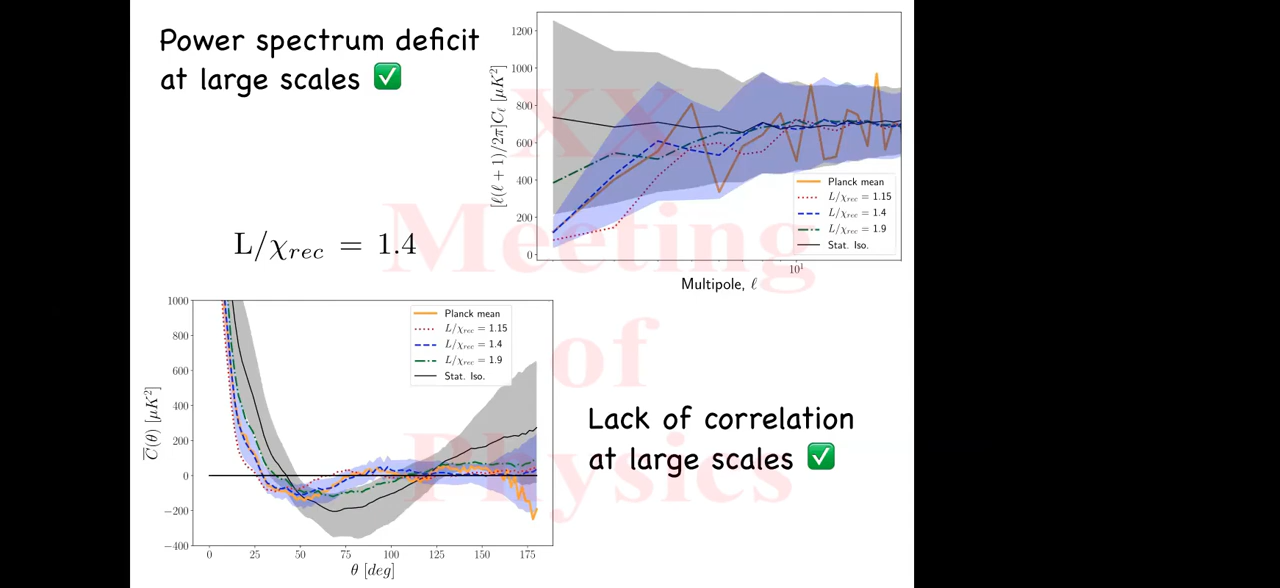 Power spectrum deficit
at large scales ✅
L/χ_rec = 1.4
1200
1000
800
600
400
200
0
[ℓ(ℓ + 1)/2π]C_ℓ [μK²]
Planck mean
L/χ_rec = 1.15
L/χ_rec = 1.4
L/χ_rec = 1.9
Stat. Iso.
10¹
Multipole, ℓ
XX
Meeting
of
Physics
1000
800
600
400
200
0
−200
−400
C̅(θ) [μK²]
Planck mean
L/χ_rec = 1.15
L/χ_rec = 1.4
L/χ_rec = 1.9
Stat. Iso.
0 25 50 75 100 125 150 175
θ [deg]
Lack of correlation
at large scales ✅